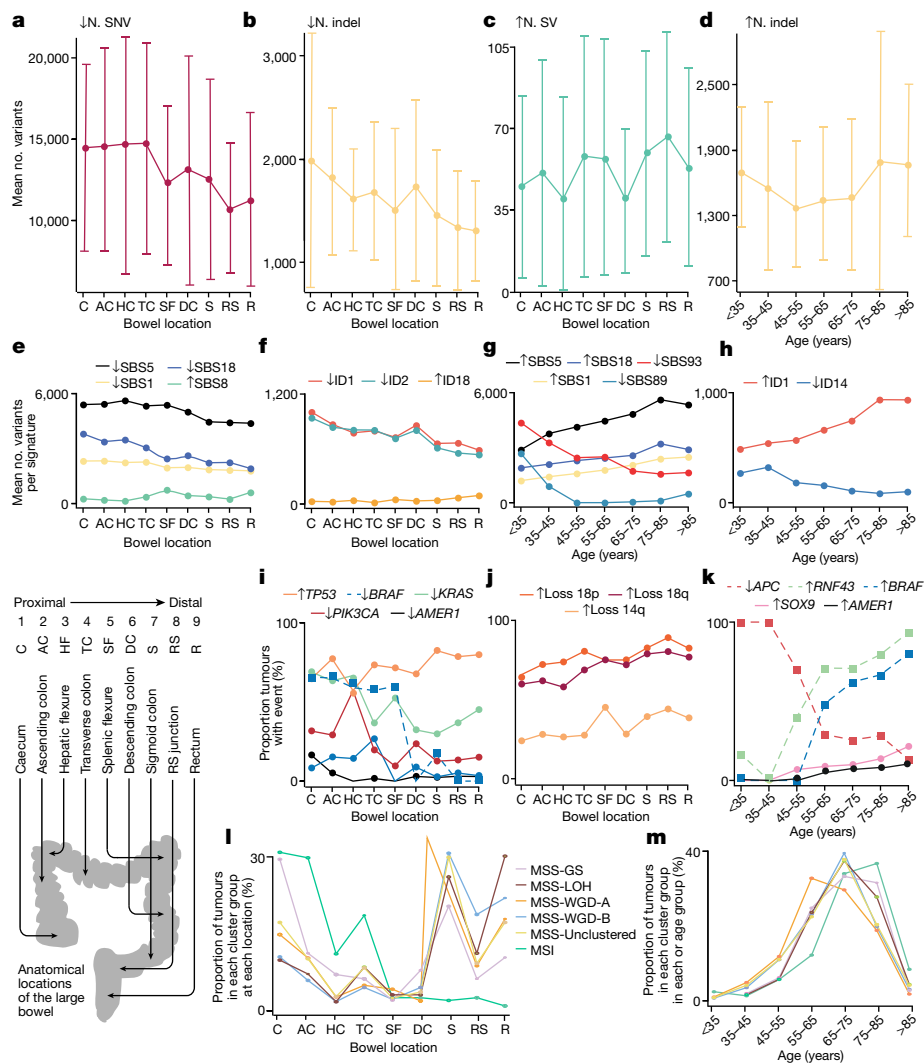 a
↓N. SNV
Mean no. variants
20,000
15,000
10,000
C AC HC TC SF DC S RS R
Bowel location
b
↓N. indel
3,000
2,000
1,000
C AC HC TC SF DC S RS R
Bowel location
c
↑N. SV
105
70
35
0
C AC HC TC SF DC S RS R
Bowel location
d
↑N. indel
2,500
1,900
1,300
700
<35 35–45 45–55 55–65 65–75 75–85 >85
Age (years)
e
↓SBS5 ↓SBS18
↓SBS1 ↑SBS8
Mean no. variants
per signature
6,000
0
C AC HC TC SF DC S RS R
Bowel location
f
↓ID1 ↓ID2 ↑ID18
1,200
0
C AC HC TC SF DC S RS R
Bowel location
g
↑SBS5 ↑SBS18 ↓SBS93
↑SBS1 ↓SBS89
6,000
0
<35 35–45 45–55 55–65 65–75 75–85 >85
Age (years)
h
↑ID1 ↓ID14
1,000
0
<35 35–45 45–55 55–65 65–75 75–85 >85
Age (years)
Proximal Distal
1 2 3 4 5 6 7 8 9
C AC HF TC SF DC S RS R
Caecum
Ascending colon
Hepatic flexure
Transverse colon
Splenic flexure
Descending colon
Sigmoid colon
RS junction
Rectum
Anatomical
locations
of the large
bowel
i
↑TP53 ↓BRAF ↓KRAS
↓PIK3CA ↓AMER1
Proportion tumours
with event (%)
100
0
C AC HC TC SF DC S RS R
Bowel location
j
↑Loss 18p ↑Loss 18q
↑Loss 14q
100
0
C AC HC TC SF DC S RS R
Bowel location
k
↓APC ↑RNF43 ↑BRAF
↑SOX9 ↑AMER1
100
0
<35 35–45 45–55 55–65 65–75 75–85 >85
Age (years)
l
Proportion of tumours
in each cluster group
at each location (%)
30
0
C AC HC TC SF DC S RS R
Bowel location
MSS-GS
MSS-LOH
MSS-WGD-A
MSS-WGD-B
MSS-Unclustered
MSI
m
Proportion of tumours
in each cluster group
in each or age group (%)
40
0
<35 35–45 45–55 55–65 65–75 75–85 >85
Age (years)